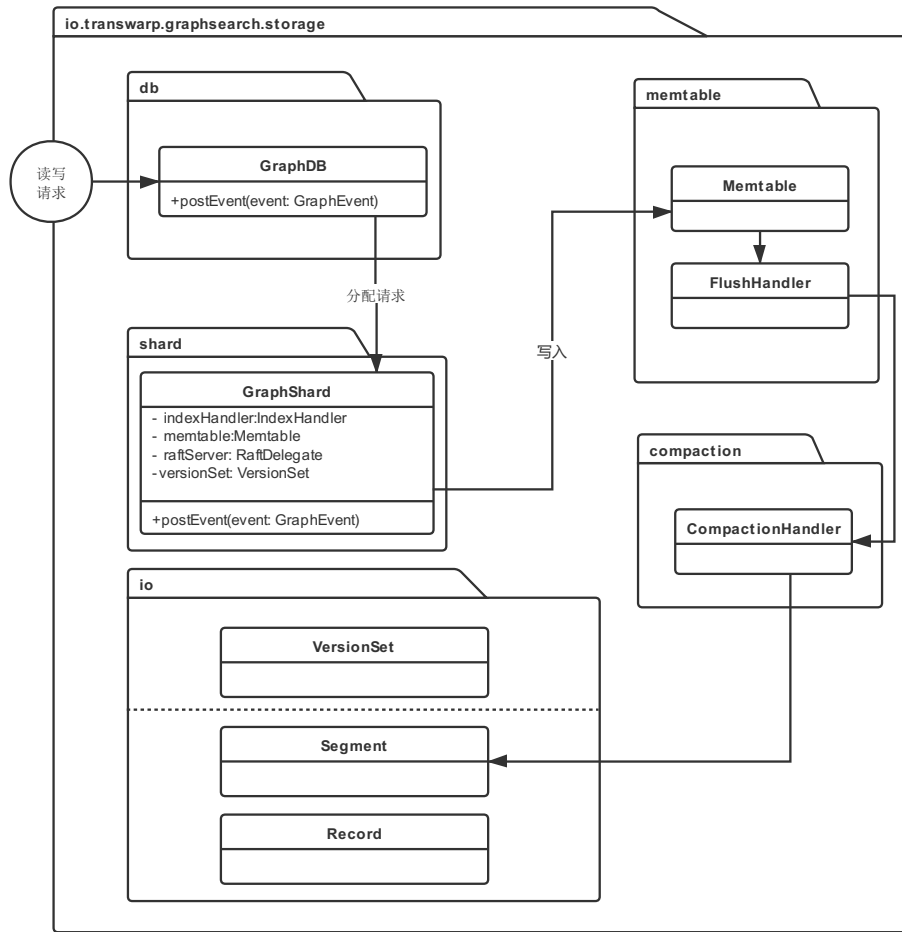 io.transwarp.graphsearch.storage
db
读写
请求
GraphDB
+postEvent(event: GraphEvent)
分配请求
shard
GraphShard
- indexHandler:IndexHandler
- memtable:Memtable
- raftServer: RaftDelegate
-versionSet: VersionSet
+postEvent(event: GraphEvent)
写入
memtable
Memtable
FlushHandler
compaction
CompactionHandler
io
VersionSet
Segment
Record